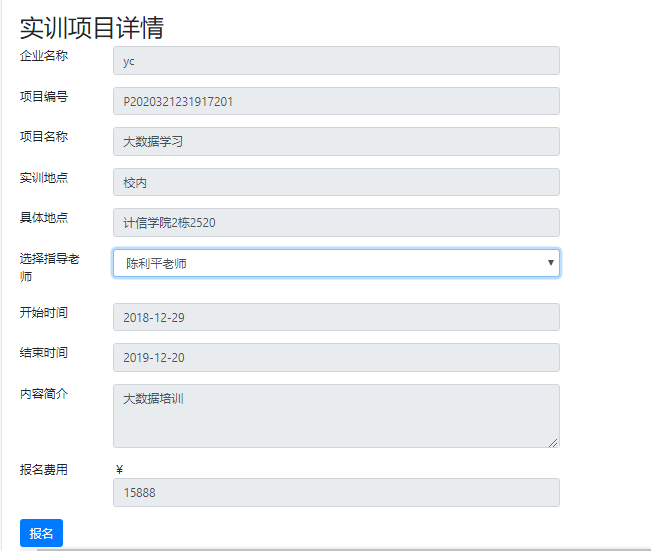 实训项目详情
企业名称
yc
项目编号
P2020321231917201
项目名称
大数据学习
实训地点
校内
具体地点
计信学院2栋2520
选择指导老
师
陈利平老师
开始时间
2018-12-29
结束时间
2019-12-20
内容简介
大数据培训
报名费用
¥
15888
报名